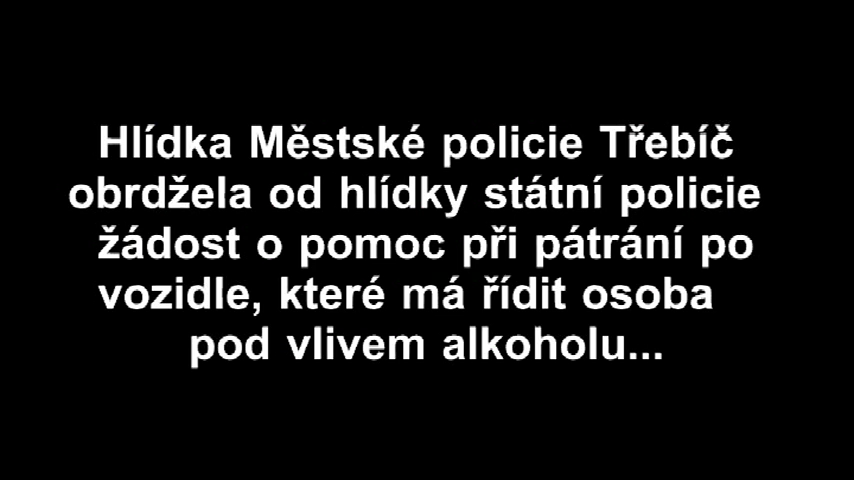 Hlídka Městské policie Třebíč
obrdžela od hlídky státní policie
žádost o pomoc při pátrání po
vozidle, které má řídit osoba
pod vlivem alkoholu...